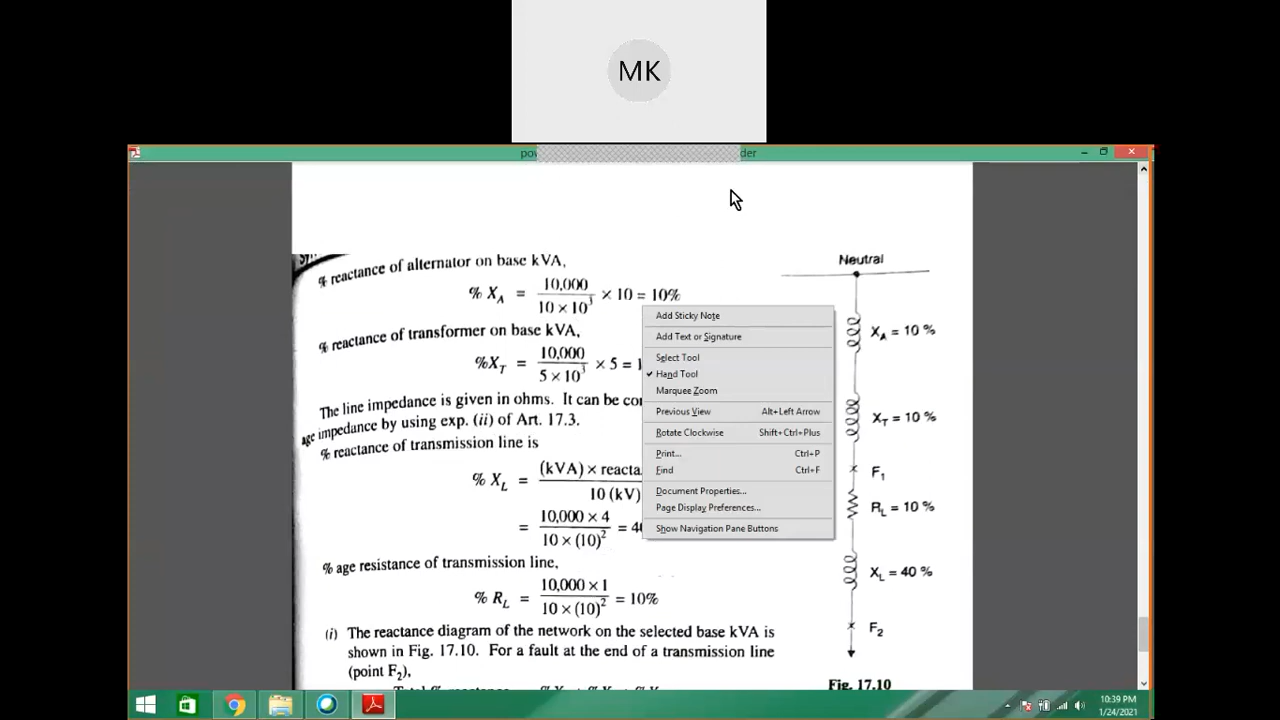 MK
pow
der
% reactance of alternator on base kVA,
% X_A = 10,000 / 10 × 10³ × 10 = 10%
% reactance of transformer on base kVA,
%X_T = 10,000 / 5 × 10³ × 5 = 1
The line impedance is given in ohms. It can be con
age impedance by using exp. (ii) of Art. 17.3.
% reactance of transmission line is
% X_L = (kVA) × reacta / 10 (kV)
= 10,000 × 4 / 10 × (10)² = 40
% age resistance of transmission line,
% R_L = 10,000 × 1 / 10 × (10)² = 10%
(i) The reactance diagram of the network on the selected base kVA is
shown in Fig. 17.10. For a fault at the end of a transmission line
(point F₂),
Total % reactance
Add Sticky Note
Add Text or Signature
Select Tool
Hand Tool
Marquee Zoom
Previous View Alt+Left Arrow
Rotate Clockwise Shift+Ctrl+Plus
Print... Ctrl+P
Find Ctrl+F
Document Properties...
Page Display Preferences...
Show Navigation Pane Buttons
Neutral
X_A = 10 %
X_T = 10 %
F₁
R_L = 10 %
X_L = 40 %
F₂
Fig. 17.10
10:39 PM
1/24/2021